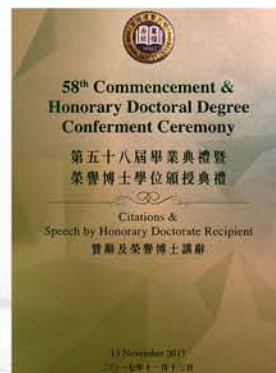 58th Commencement &
Honorary Doctoral Degree
Conferment Ceremony
第五十八屆畢業典禮暨
榮譽博士學位頒授典禮
Citations &
Speech by Honorary Doctorate Recipient
贊辭及榮譽博士講辭
13 November 2017
二〇一七年十一月十三日